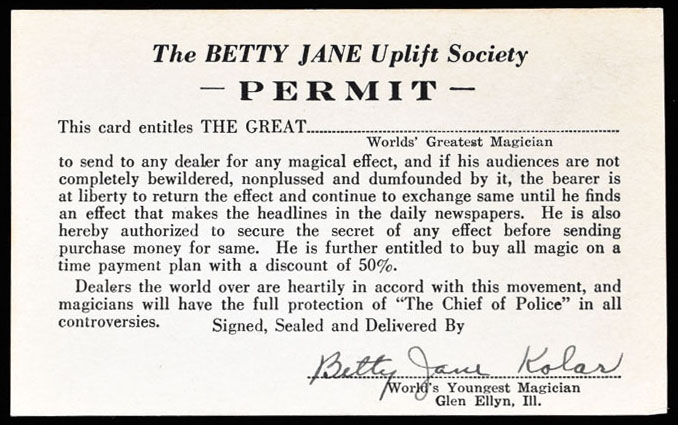 The BETTY JANE Uplift Society
— PERMIT —
This card entitles THE GREAT
Worlds' Greatest Magician
to send to any dealer for any magical effect, and if his audiences are not
completely bewildered, nonplussed and dumfounded by it, the bearer is
at liberty to return the effect and continue to exchange same until he finds
an effect that makes the headlines in the daily newspapers. He is also
hereby authorized to secure the secret of any effect before sending
purchase money for same. He is further entitled to buy all magic on a
time payment plan with a discount of 50%.
Dealers the world over are heartily in accord with this movement, and
magicians will have the full protection of "The Chief of Police" in all
controversies. Signed, Sealed and Delivered By
Betty Jane Kolar
World's Youngest Magician
Glen Ellyn, Ill.